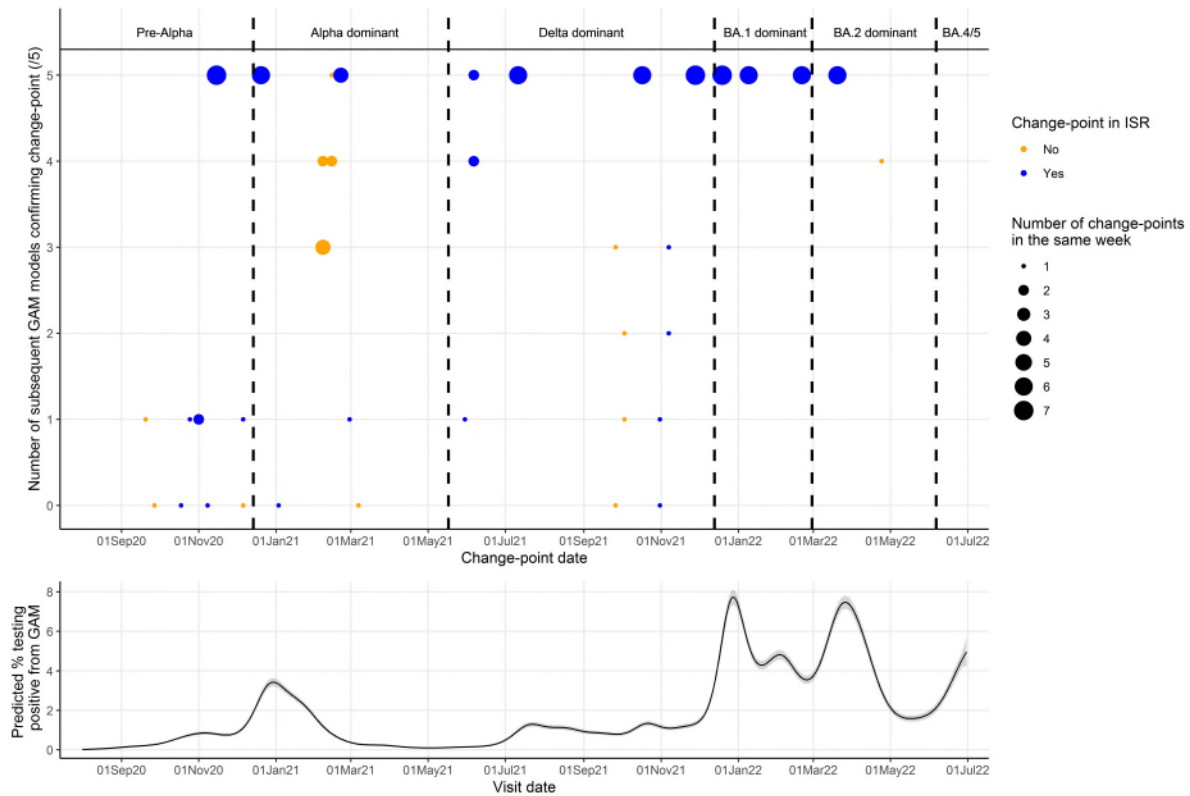 Pre-Alpha Alpha dominant Delta dominant BA.1 dominant BA.2 dominant BA.4/5
Number of subsequent GAM models confirming change-point (/5)
5
4
3
2
1
0
01Sep20 01Nov20 01Jan21 01Mar21 01May21 01Jul21 01Sep21 01Nov21 01Jan22 01Mar22 01May22 01Jul22
Change-point date
Change-point in ISR
No
Yes
Number of change-points
in the same week
1
2
3
4
5
6
7
Predicted % testing
positive from GAM
8
6
4
2
0
01Sep20 01Nov20 01Jan21 01Mar21 01May21 01Jul21 01Sep21 01Nov21 01Jan22 01Mar22 01May22 01Jul22
Visit date